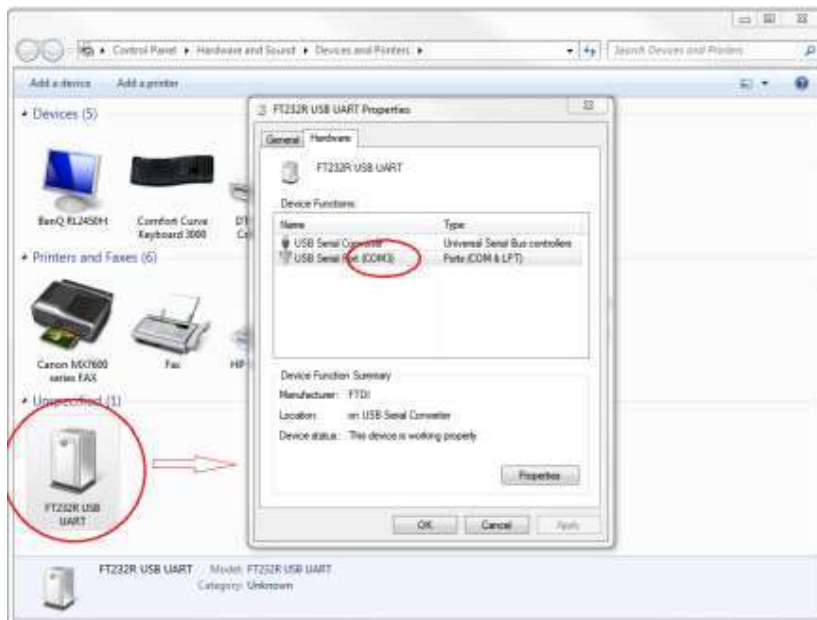 Control Panel ▸ Hardware and Sound ▸ Devices and Printers ▸
Search Devices and Printers
Add a device Add a printer
Devices (5)
BenQ RL2450H
Comfort Curve
Keyboard 3000
Printers and Faxes (6)
Canon MX7600
series FAX
Fax
HP
Unspecified (1)
FT232R USB
UART
FT232R USB UART Properties
General Hardware
FT232R USB UART
Device Functions:
Name Type
USB Serial Converter Universal Serial Bus controllers
USB Serial Port (COM3) Ports (COM & LPT)
Device Function Summary
Manufacturer: FTDI
Location: on USB Serial Converter
Device status: This device is working properly.
Properties
OK Cancel Apply
FT232R USB UART Model: FT232R USB UART
Category: Unknown